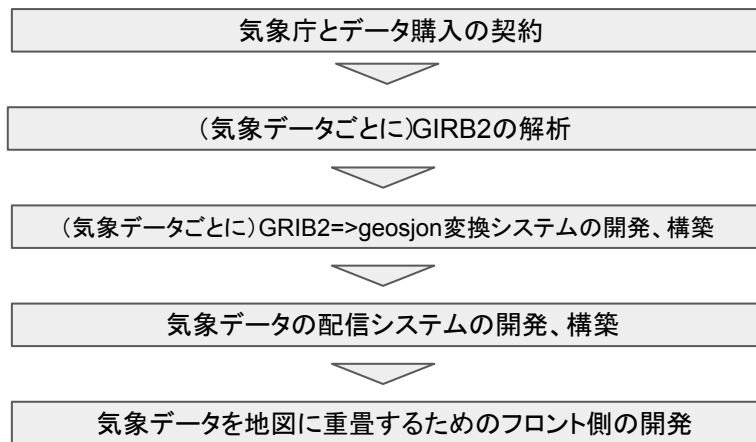 気象庁とデータ購入の契約
(気象データごとに)GIRB2の解析
(気象データごとに)GRIB2=>geosjon変換システムの開発、構築
気象データの配信システムの開発、構築
気象データを地図に重畳するためのフロント側の開発